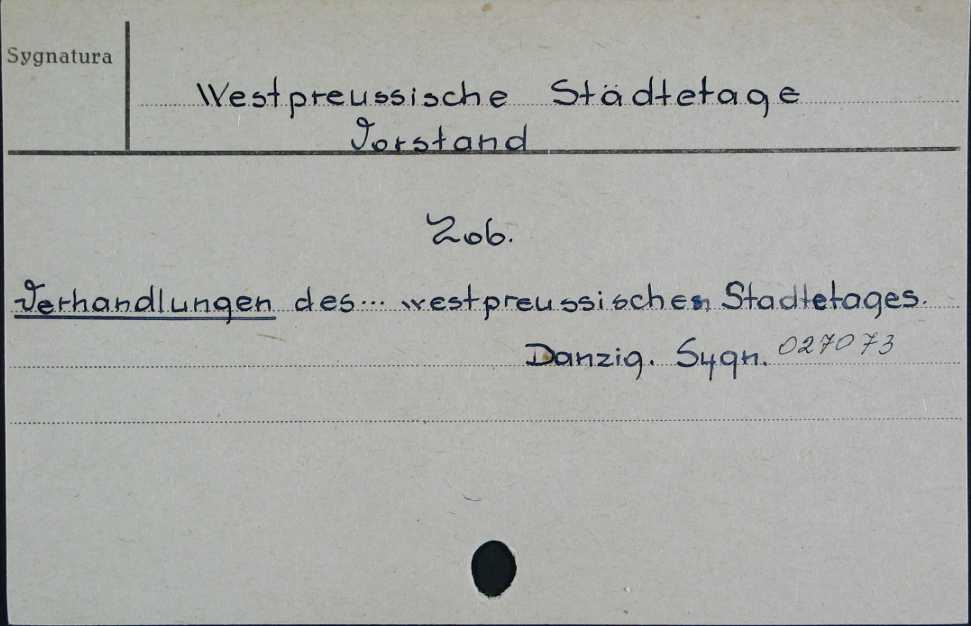 Sygnatura
Westpreussische Städtetage
Vorstand
Zob.
Verhandlungen des... westpreussischen Stadtetages.
Danzig. Sygn. 027073